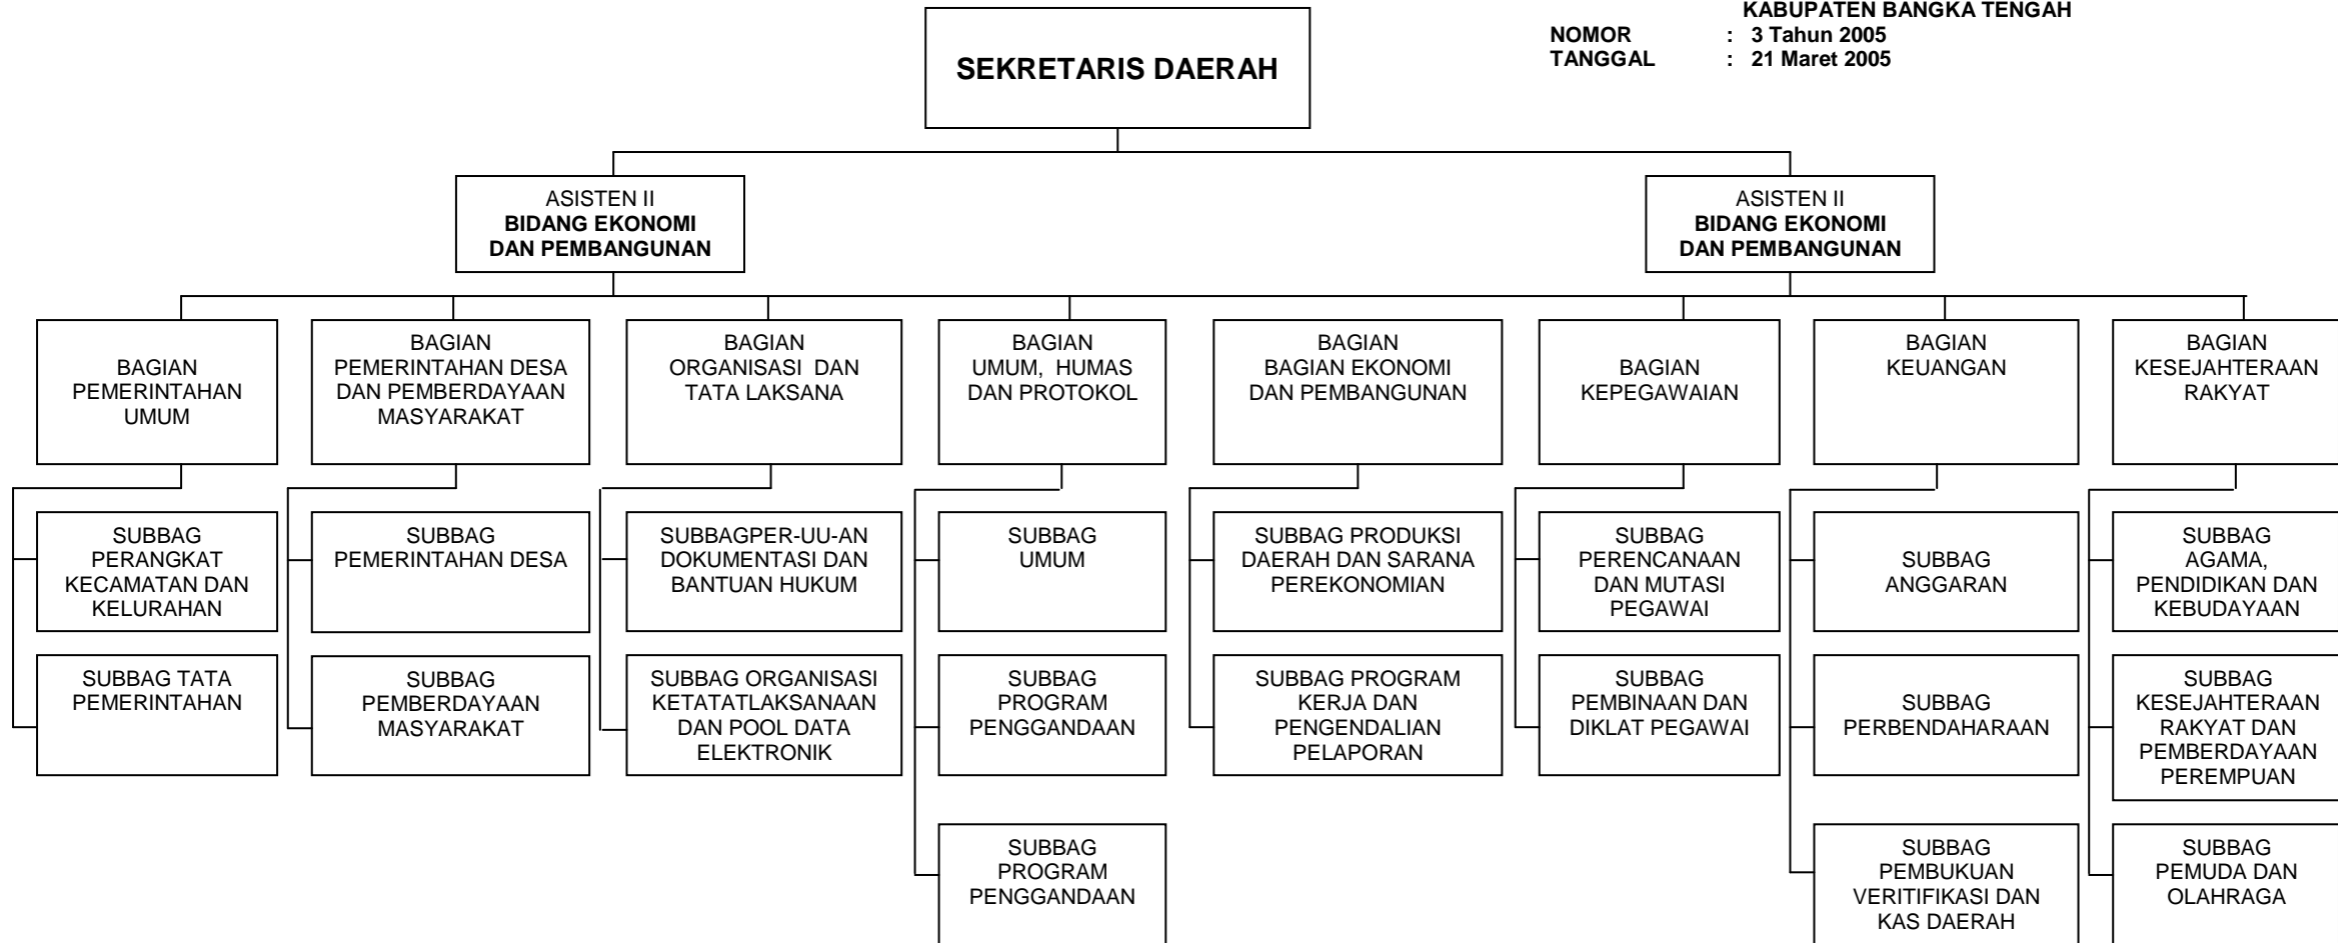 KABUPATEN BANGKA TENGAH
NOMOR : 3 Tahun 2005
TANGGAL : 21 Maret 2005
SEKRETARIS DAERAH
ASISTEN II
BIDANG EKONOMI
DAN PEMBANGUNAN
ASISTEN II
BIDANG EKONOMI
DAN PEMBANGUNAN
BAGIAN
PEMERINTAHAN
UMUM
BAGIAN
PEMERINTAHAN DESA
DAN PEMBERDAYAAN
MASYARAKAT
BAGIAN
ORGANISASI DAN
TATA LAKSANA
BAGIAN
UMUM, HUMAS
DAN PROTOKOL
BAGIAN
BAGIAN EKONOMI
DAN PEMBANGUNAN
BAGIAN
KEPEGAWAIAN
BAGIAN
KEUANGAN
BAGIAN
KESEJAHTERAAN
RAKYAT
SUBBAG
PERANGKAT
KECAMATAN DAN
KELURAHAN
SUBBAG
PEMERINTAHAN DESA
SUBBAGPER-UU-AN
DOKUMENTASI DAN
BANTUAN HUKUM
SUBBAG
UMUM
SUBBAG PRODUKSI
DAERAH DAN SARANA
PEREKONOMIAN
SUBBAG
PERENCANAAN
DAN MUTASI
PEGAWAI
SUBBAG
ANGGARAN
SUBBAG
AGAMA,
PENDIDIKAN DAN
KEBUDAYAAN
SUBBAG TATA
PEMERINTAHAN
SUBBAG
PEMBERDAYAAN
MASYARAKAT
SUBBAG ORGANISASI
KETATATLAKSANAAN
DAN POOL DATA
ELEKTRONIK
SUBBAG
PROGRAM
PENGGANDAAN
SUBBAG PROGRAM
KERJA DAN
PENGENDALIAN
PELAPORAN
SUBBAG
PEMBINAAN DAN
DIKLAT PEGAWAI
SUBBAG
PERBENDAHARAAN
SUBBAG
KESEJAHTERAAN
RAKYAT DAN
PEMBERDAYAAN
PEREMPUAN
SUBBAG
PROGRAM
PENGGANDAAN
SUBBAG
PEMBUKUAN
VERITIFIKASI DAN
KAS DAERAH
SUBBAG
PEMUDA DAN
OLAHRAGA